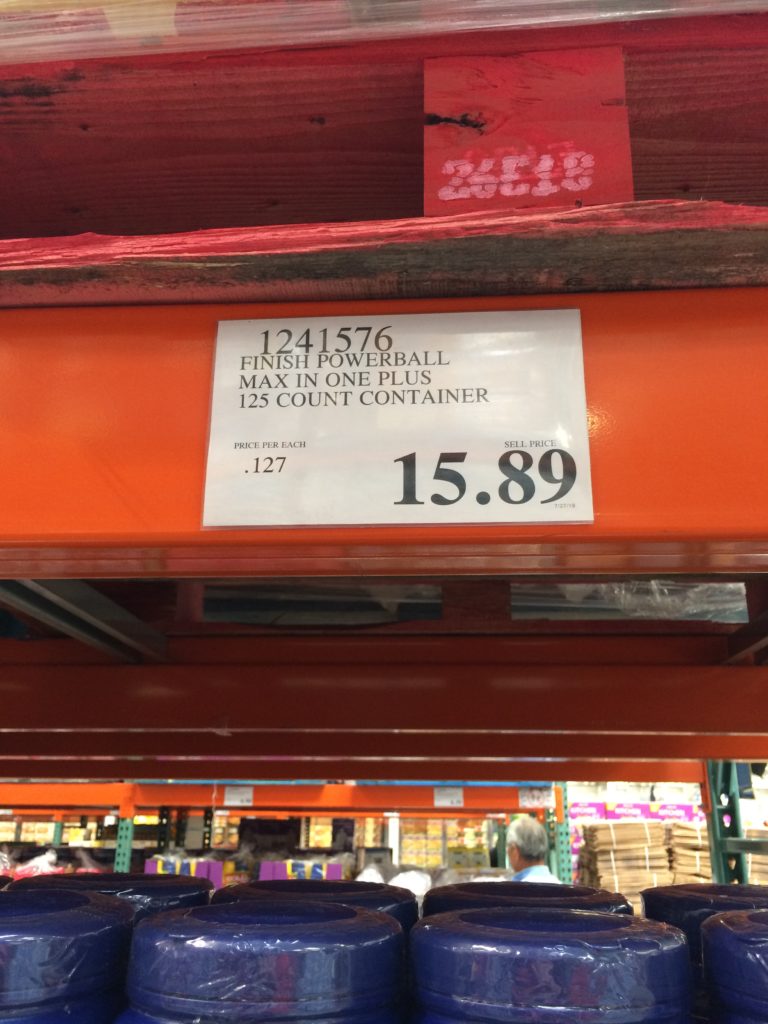 1241576
FINISH POWERBALL
MAX IN ONE PLUS
125 COUNT CONTAINER
PRICE PER EACH
SELL PRICE
.127
15.89